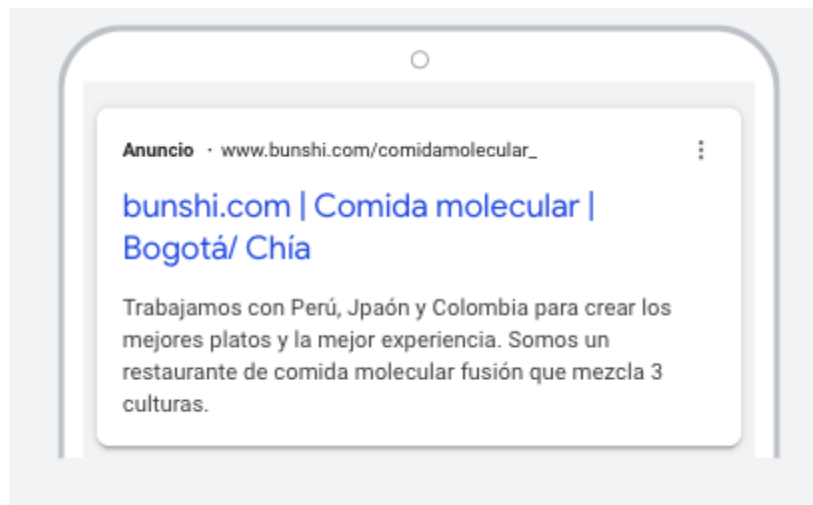 Anuncio · www.bunshi.com/comidamolecular_
bunshi.com | Comida molecular |
Bogotá/ Chía
Trabajamos con Perú, Jpaón y Colombia para crear los
mejores platos y la mejor experiencia. Somos un
restaurante de comida molecular fusión que mezcla 3
culturas.